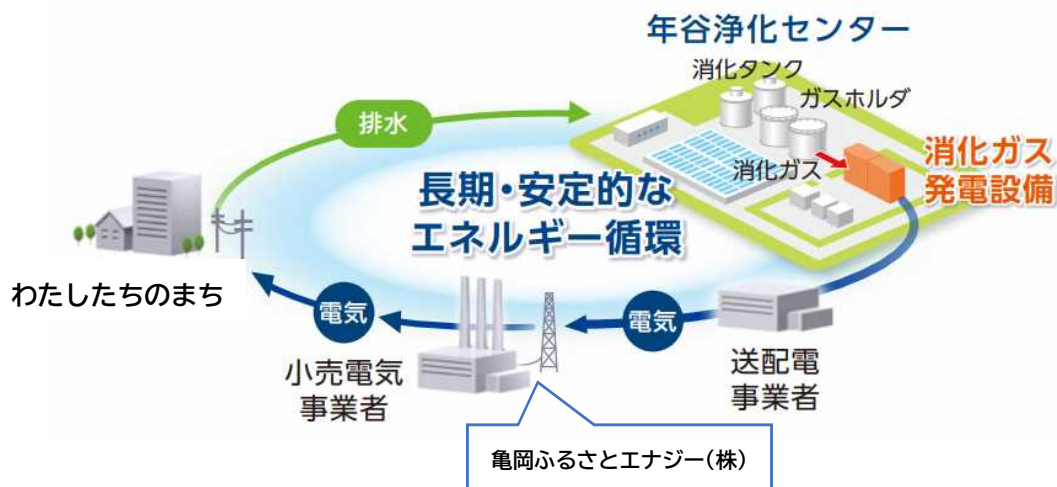 年谷浄化センター
消化タンク
ガスホルダ
排水
消化ガス
消化ガス
発電設備
長期・安定的な
エネルギー循環
わたしたちのまち
電気
電気
小売電気
事業者
送配電
事業者
亀岡ふるさとエナジー(株)